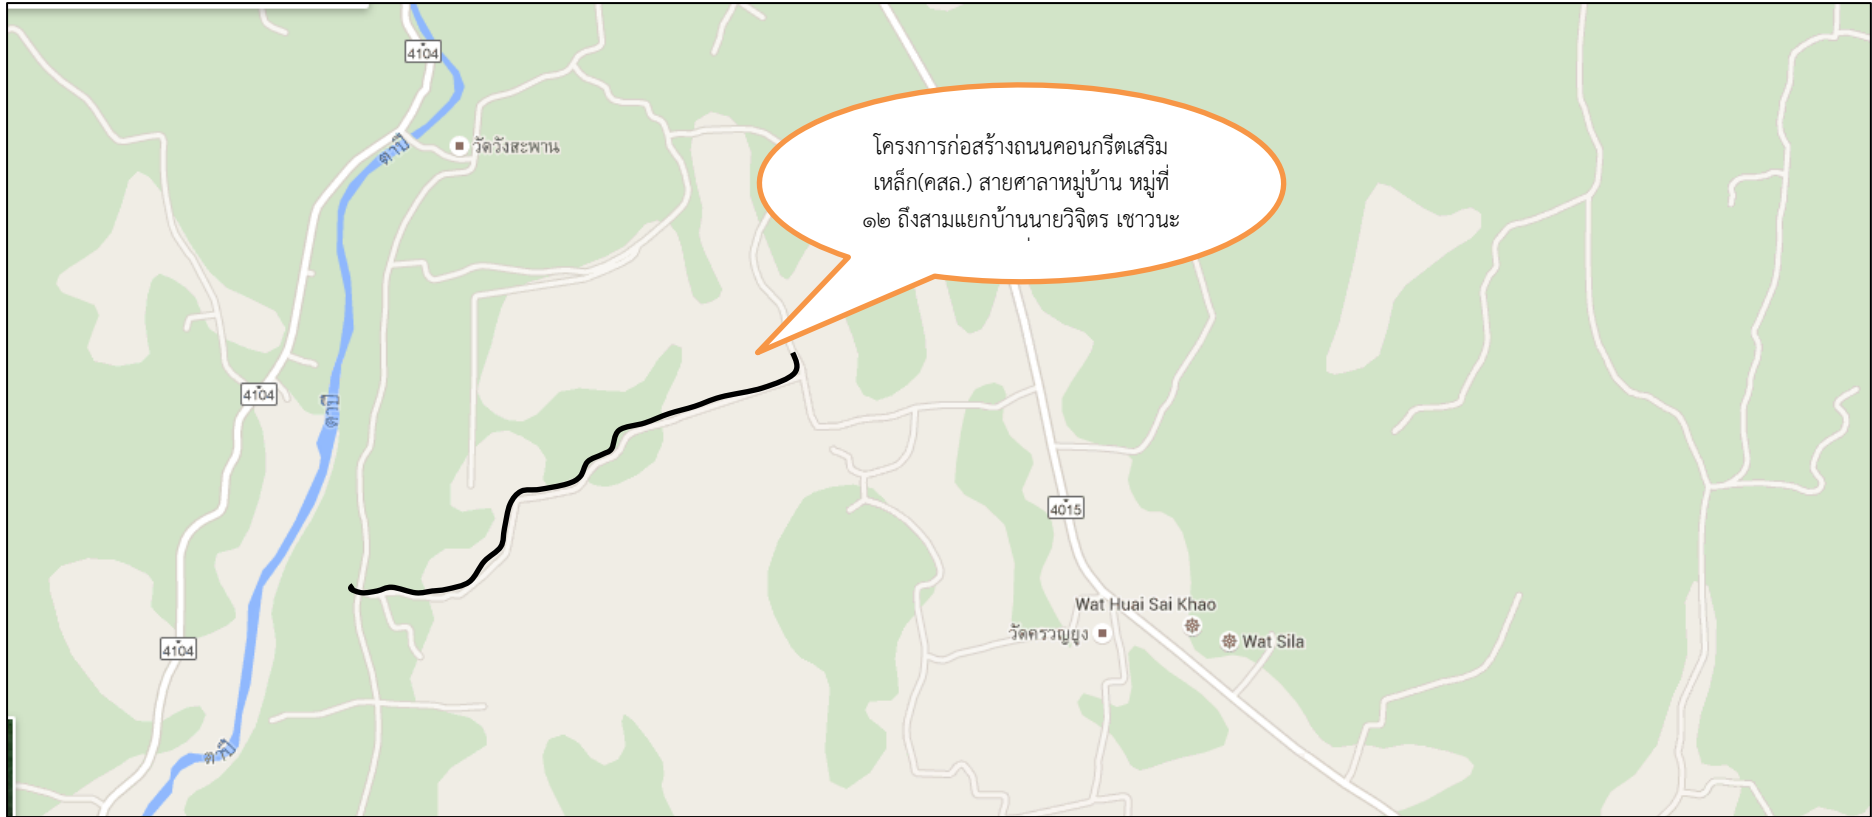 4104
ตาปี
วัดวังสะพาน
โครงการก่อสร้างถนนคอนกรีตเสริม
เหล็ก(คสล.) สายศาลาหมู่บ้าน หมู่ที่
๑๒ ถึงสามแยกบ้านนายวิจิตร เชาวนะ
4104
ตาปี
4015
Wat Huai Sai Khao
วัดควนยูง
Wat Sila
4104
ตาปี